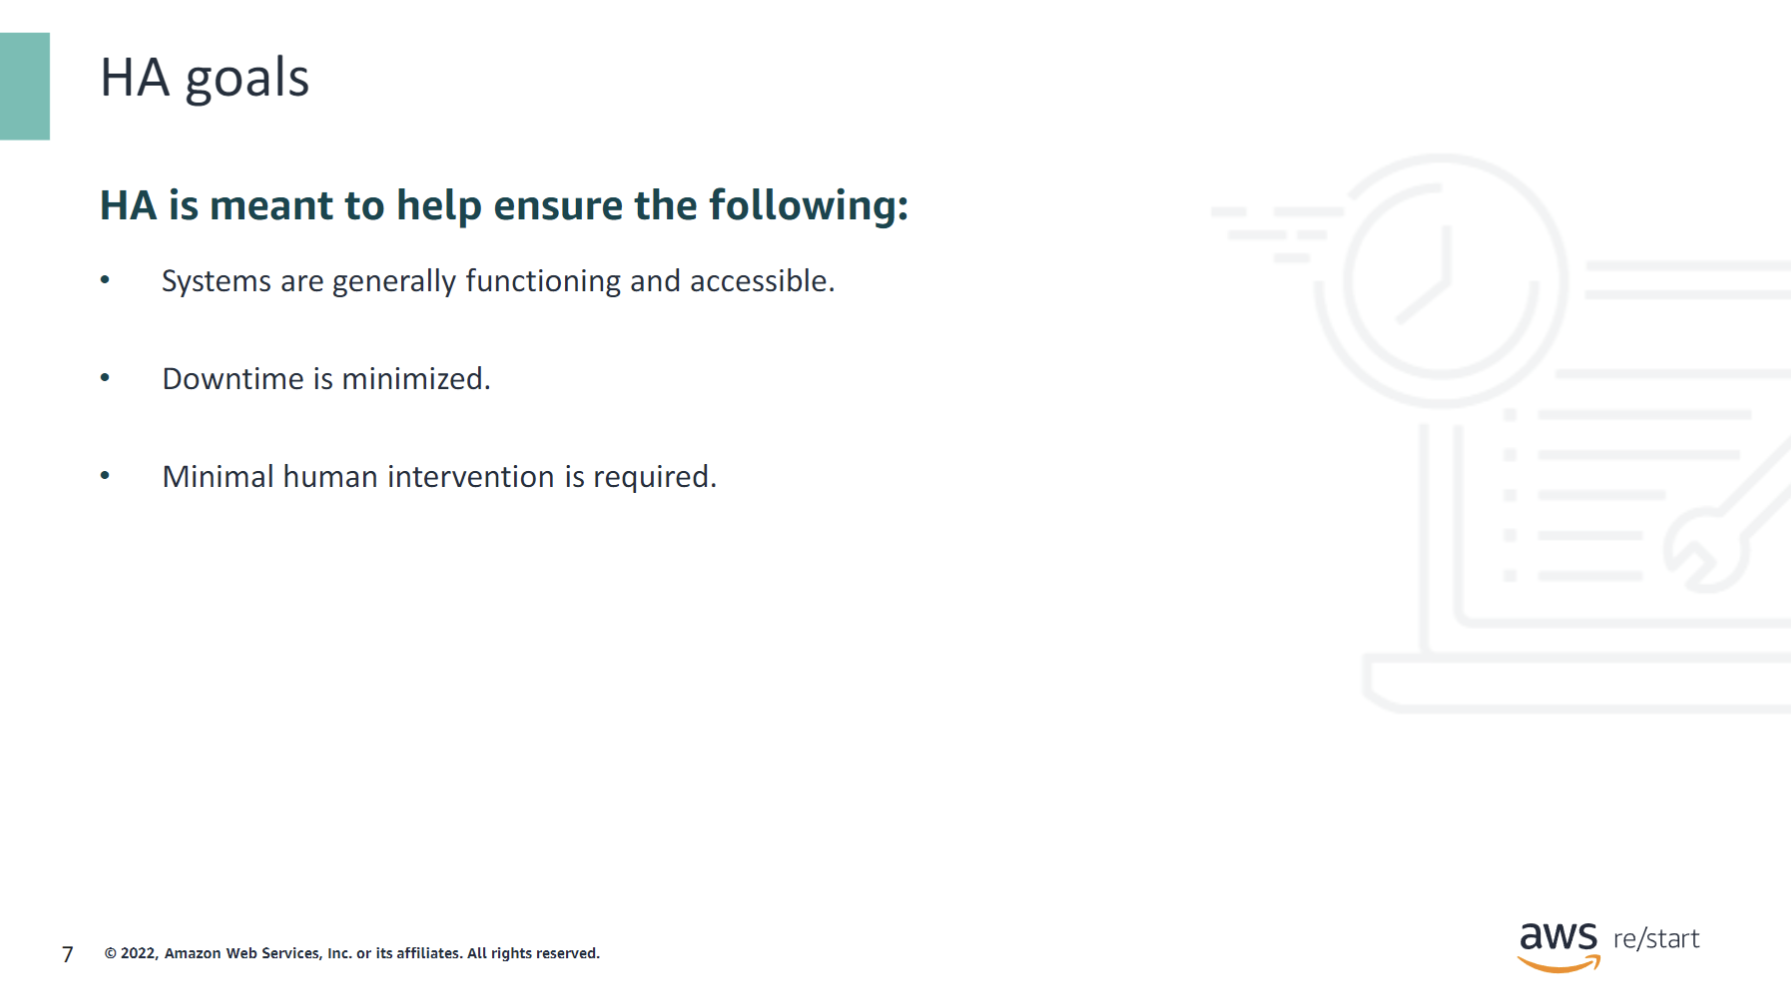 HA goals
HA is meant to help ensure the following:
• Systems are generally functioning and accessible.
• Downtime is minimized.
• Minimal human intervention is required.
7 © 2022, Amazon Web Services, Inc. or its affiliates. All rights reserved.
aws re/start